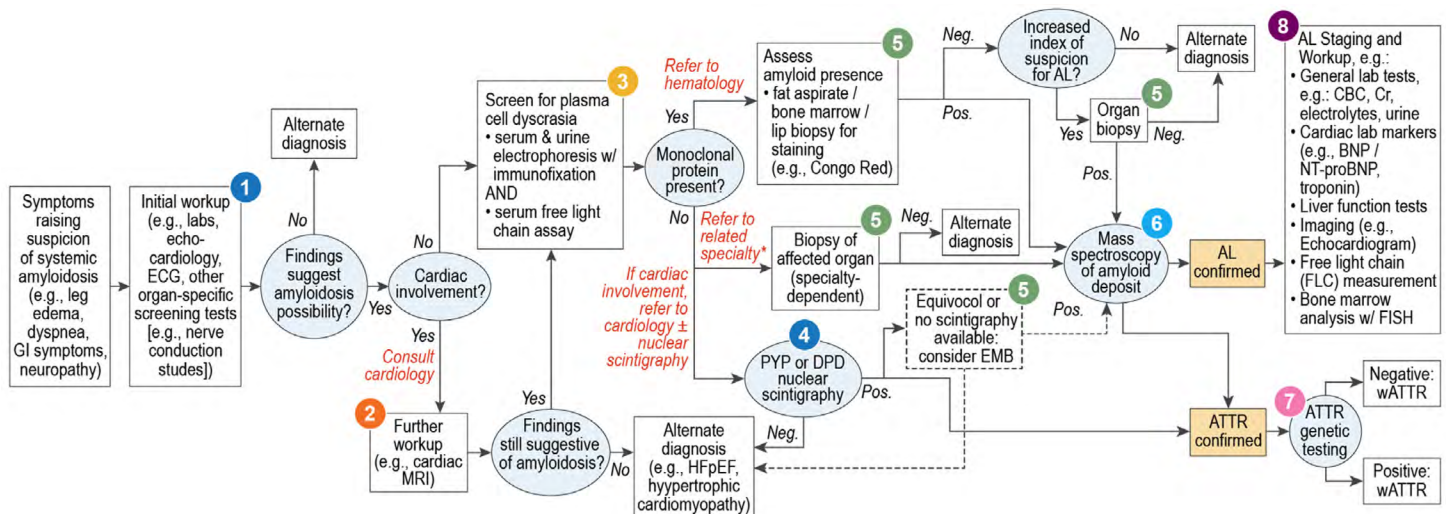 Symptoms
raising
suspicion
of systemic
amyloidosis
(e.g., leg
edema,
dyspnea,
GI symptoms,
neuropathy)
1
Initial workup
(e.g., labs,
echo-
cardiology,
ECG, other
organ-specific
screening tests
[e.g., nerve
conduction
studes])
Alternate
diagnosis
No
Findings
suggest
amyloidosis
possibility?
Yes
No
Cardiac
involvement?
Yes
Consult
cardiology
2
Further
workup
(e.g., cardiac
MRI)
Yes
Findings
still suggestive
of amyloidosis?
No
3
Screen for plasma
cell dyscrasia
• serum & urine
electrophoresis w/
immunofixation
AND
• serum free light
chain assay
Refer to
hematology
Yes
Monoclonal
protein
present?
No
Refer to
related
specialty*
If cardiac
involvement,
refer to
cardiology ±
nuclear
scintigraphy
5
Assess
amyloid presence
• fat aspirate /
bone marrow /
lip biopsy for
staining
(e.g., Congo Red)
Neg.
Pos.
Increased
index of
suspicion
for AL?
No
Alternate
diagnosis
Yes
5
Organ
biopsy
Neg.
Pos.
5
Biopsy of
affected organ
(specialty-
dependent)
Neg.
Alternate
diagnosis
5
Equivocol or
no scintigraphy
available:
consider EMB
Pos.
4
PYP or DPD
nuclear
scintigraphy
Pos.
Neg.
Alternate
diagnosis
(e.g., HFpEF,
hyypertrophic
cardiomyopathy)
6
Mass
spectroscopy
of amyloid
deposit
AL
confirmed
ATTR
confirmed
7
ATTR
genetic
testing
Negative:
wATTR
Positive:
wATTR
8
AL Staging and
Workup, e.g.:
• General lab tests,
e.g.: CBC, Cr,
electrolytes, urine
• Cardiac lab markers
(e.g., BNP /
NT-proBNP,
troponin)
• Liver function tests
• Imaging (e.g.,
Echocardiogram)
• Free light chain
(FLC) measurement
• Bone marrow
analysis w/ FISH